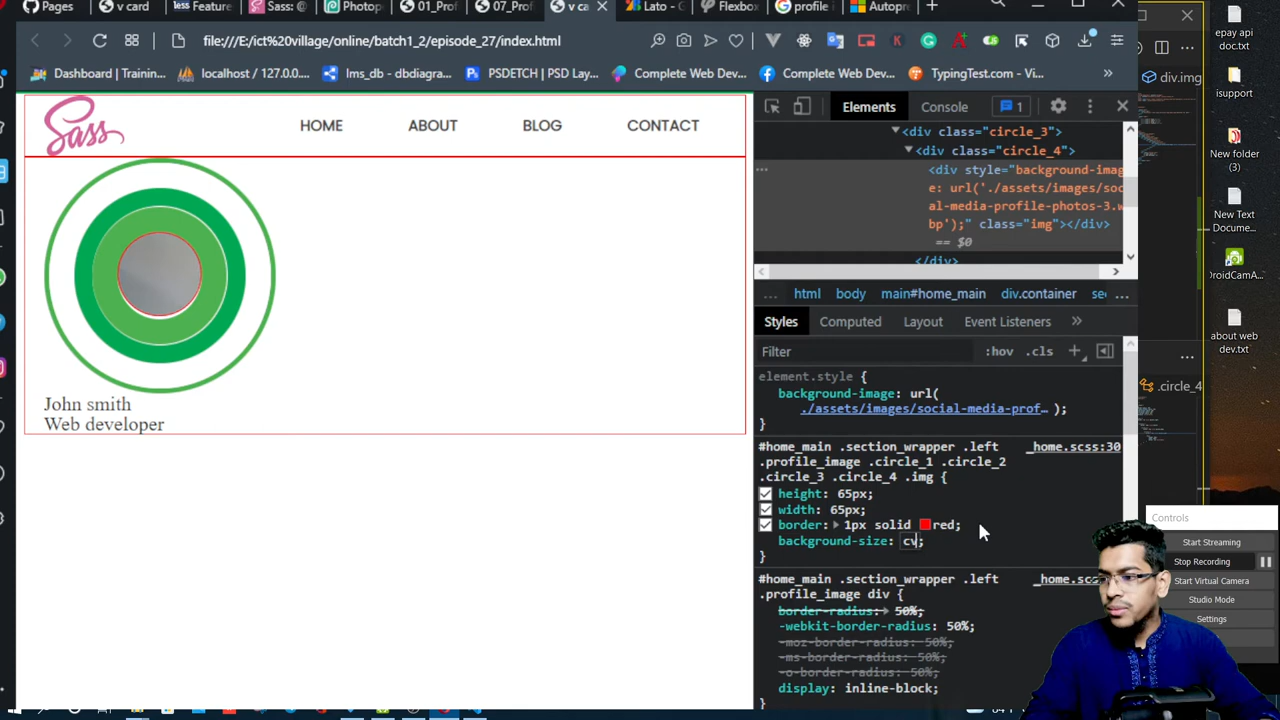 Pages
v card
Feature
Sass:
Photop
01_Prof
07_Prof
v ca
Lato - G
Flexbox
profile i
Autopre
file:///E:/ict%20village/online/batch1_2/episode_27/index.html
Dashboard | Trainin...
localhost / 127.0.0....
lms_db - dbdiagra...
PSDETCH | PSD Lay...
Complete Web Dev...
Complete Web Dev...
TypingTest.com - Vi...
Sass
HOME
ABOUT
BLOG
CONTACT
John smith
Web developer
Elements
Console
1
<div class="circle_3">
<div class="circle_4">
<div style="background-imag
e: url('./assets/images/soc
al-media-profile-photos-3.w
bp');" class="img"></div>
== $0
</div>
...
html
body
main#home_main
div.container
sec
...
Styles
Computed
Layout
Event Listeners
Filter
:hov
.cls
element.style {
background-image: url(
./assets/images/social-media-prof… );
}
#home_main .section_wrapper .left
_home.scss:30
.profile_image .circle_1 .circle_2
.circle_3 .circle_4 .img {
height: 65px;
width: 65px;
border: 1px solid red;
background-size: cv;
}
#home_main .section_wrapper .left
_home.scs
.profile_image div {
border-radius: 50%;
-webkit-border-radius: 50%;
-moz-border-radius: 50%;
-ms-border-radius: 50%;
-o-border-radius: 50%;
display: inline-block;
}
div.img
.circle_4
epay api
doc.txt
isupport
New folder
(3)
New Text
Docume...
DroidCamA
about web
dev.txt
Controls
Start Streaming
Stop Recording
Start Virtual Camera
Studio Mode
Settings